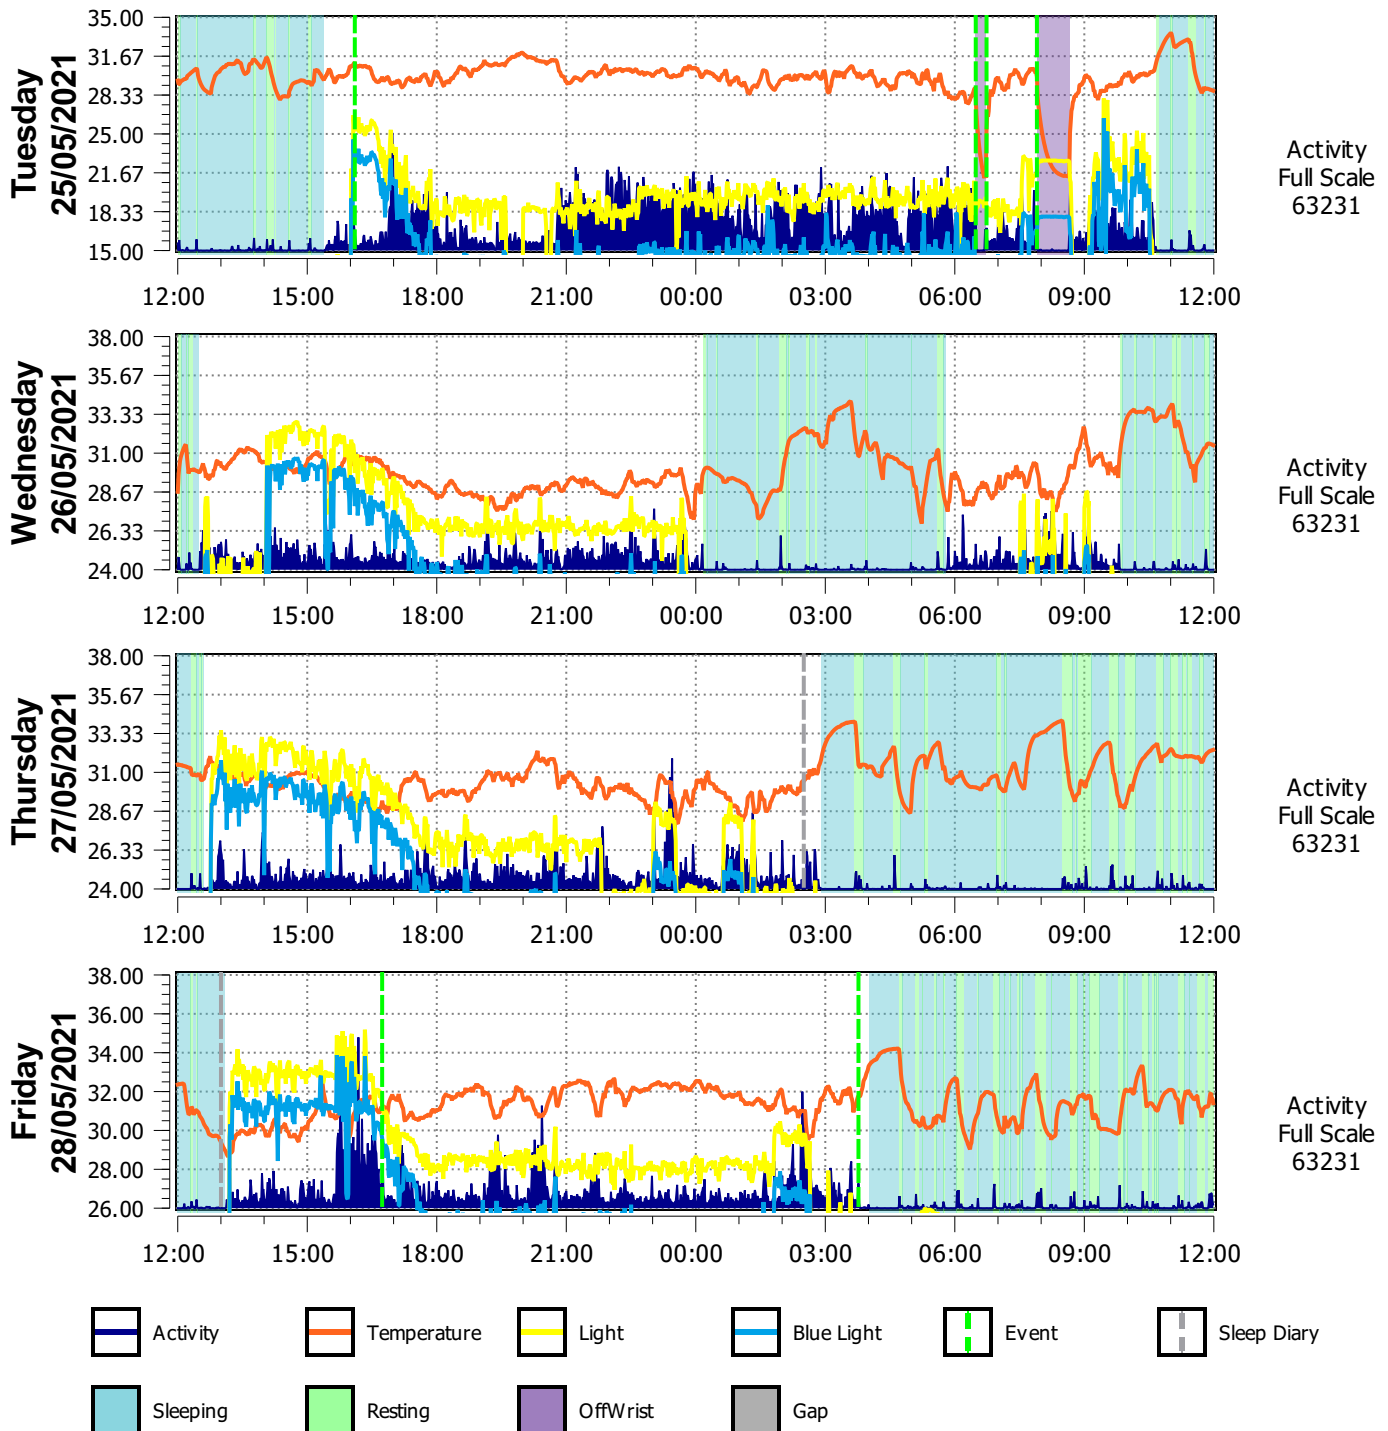 Tuesday
25/05/2021
35.00
31.67
28.33
25.00
21.67
18.33
15.00
12:00 15:00 18:00 21:00 00:00 03:00 06:00 09:00 12:00
Activity
Full Scale
63231
Wednesday
26/05/2021
38.00
35.67
33.33
31.00
28.67
26.33
24.00
12:00 15:00 18:00 21:00 00:00 03:00 06:00 09:00 12:00
Activity
Full Scale
63231
Thursday
27/05/2021
38.00
35.67
33.33
31.00
28.67
26.33
24.00
12:00 15:00 18:00 21:00 00:00 03:00 06:00 09:00 12:00
Activity
Full Scale
63231
Friday
28/05/2021
38.00
36.00
34.00
32.00
30.00
28.00
26.00
12:00 15:00 18:00 21:00 00:00 03:00 06:00 09:00 12:00
Activity
Full Scale
63231
Activity Temperature Light Blue Light Event Sleep Diary
Sleeping Resting OffWrist Gap